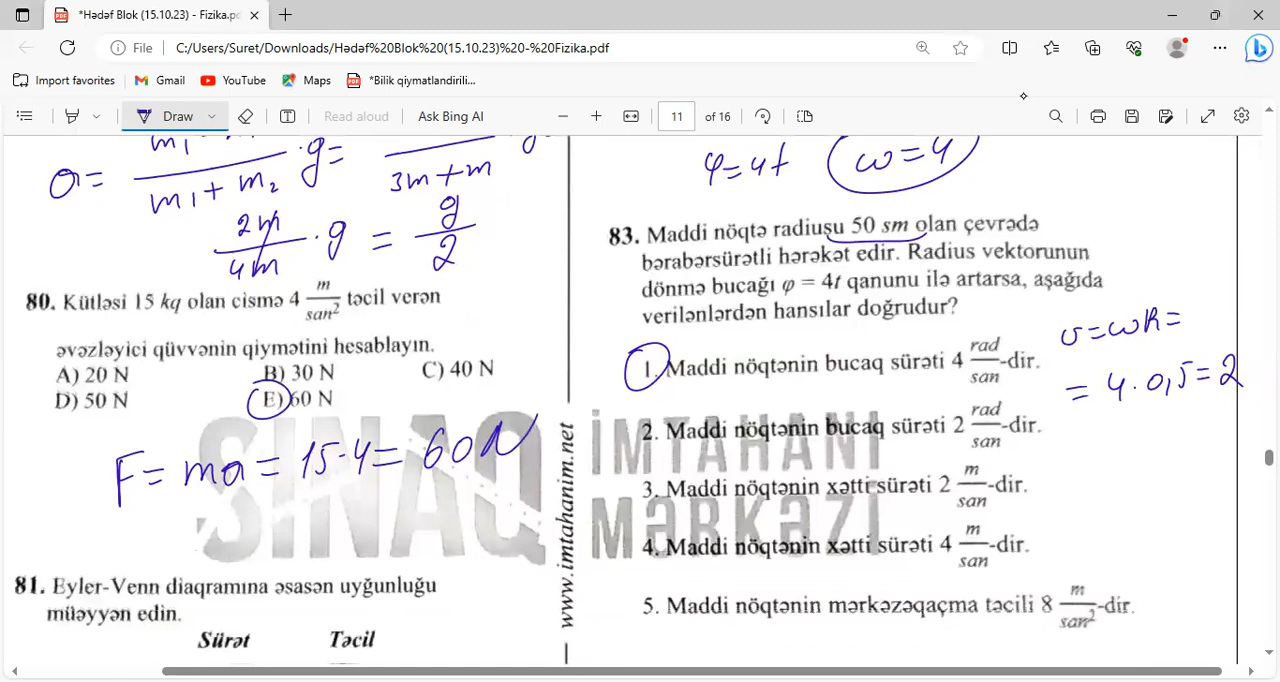 *Hədəf Blok (15.10.23) - Fizika.pdf
File C:/Users/Suret/Downloads/Hədəf%20Blok%20(15.10.23)%20-%20Fizika.pdf
Import favorites Gmail YouTube Maps *Bilik qiymatlandirili...
Draw Read aloud Ask Bing AI 11 of 16
a= m₁ + m₂ ·g= 3m+m
2m/4m ·g = g/2
80. Kütləsi 15 kq olan cismə 4 m/san² təcil verən
əvəzləyici qüvvənin qiymətini hesablayın.
A) 20 N B) 30 N C) 40 N
D) 50 N E) 60 N
F= ma = 15·4= 60N
81. Eyler-Venn diaqramına əsasən uyğunluğu
müəyyən edin.
Sürət Təcil
www.imtahanim.net
SINAQ İMTAHANI
MƏRKƏZİ
φ=4t ω=4
83. Maddi nöqtə radiuşu 50 sm olan çevrədə
bərabərsürətli hərəkət edir. Radius vektorunun
dönmə bucağı φ = 4t qanunu ilə artarsa, aşağıda
verilənlərdən hansılar doğrudur?
1. Maddi nöqtənin bucaq sürəti 4 rad/san-dir.
2. Maddi nöqtənin bucaq sürəti 2 rad/san-dir.
3. Maddi nöqtənin xətti sürəti 2 m/san-dir.
4. Maddi nöqtənin xətti sürəti 4 m/san-dir.
5. Maddi nöqtənin mərkəzəqaçma təcili 8 m/san²-dir.
υ=ωR=
= 4·0,5=2